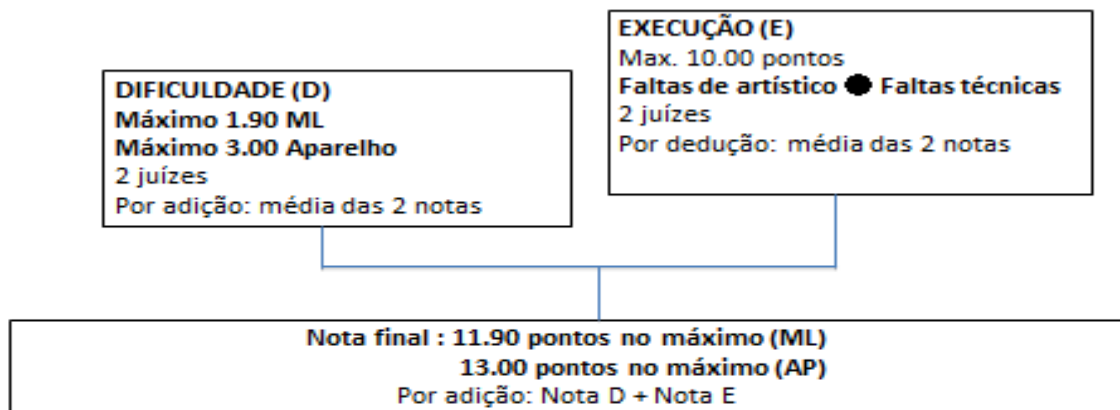 DIFICULDADE (D)
Máximo 1.90 ML
Máximo 3.00 Aparelho
2 juízes
Por adição: média das 2 notas
EXECUÇÃO (E)
Max. 10.00 pontos
Faltas de artístico ● Faltas técnicas
2 juízes
Por dedução: média das 2 notas
Nota final : 11.90 pontos no máximo (ML)
13.00 pontos no máximo (AP)
Por adição: Nota D + Nota E